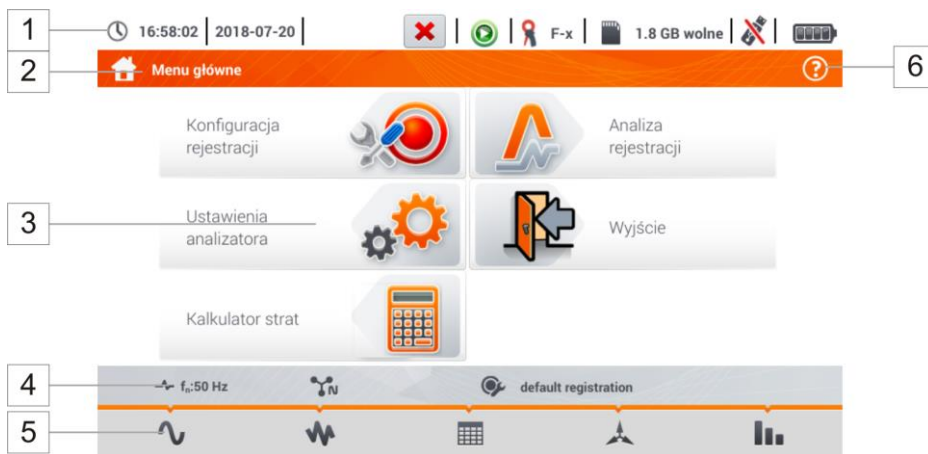 1
16:58:02 2018-07-20 F-x 1.8 GB wolne
2
Menu główne
?
6
Konfiguracja
rejestracji
Analiza
rejestracji
3
Ustawienia
analizatora
Wyjście
Kalkulator strat
4
fₙ:50 Hz
N
default registration
5